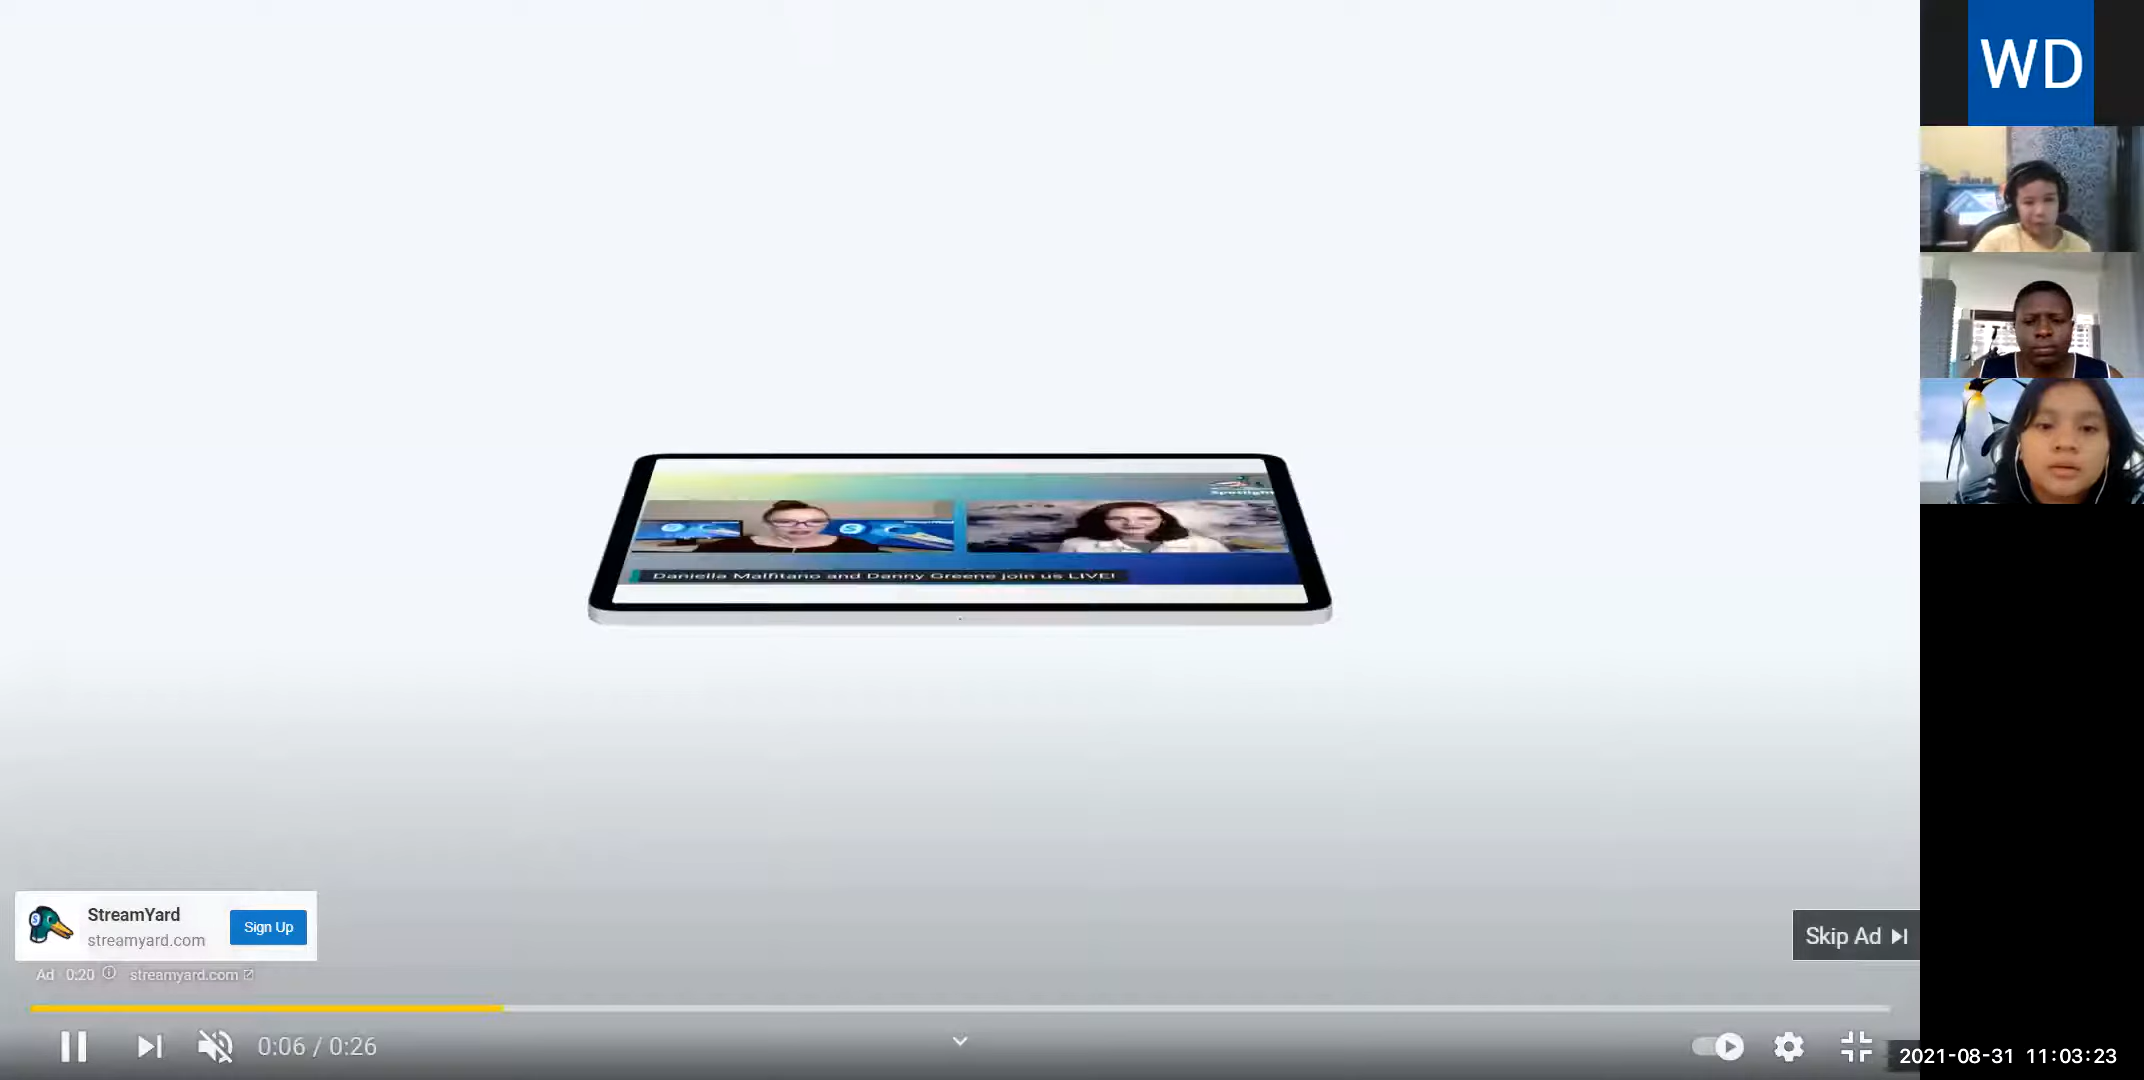 WD
Spotlight
Daniella Malfitano and Danny Greene join us LIVE!
StreamYard
streamyard.com
Sign Up
Skip Ad
Ad · 0:20 streamyard.com
0:06 / 0:26
2021-08-31 11:03:23